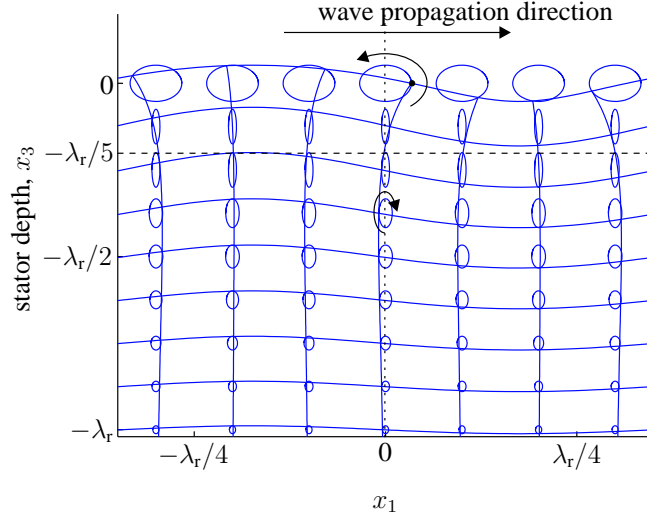 wave propagation direction
0
−λr/5
−λr/2
−λr
stator depth, x3
−λr/4
0
λr/4
x1